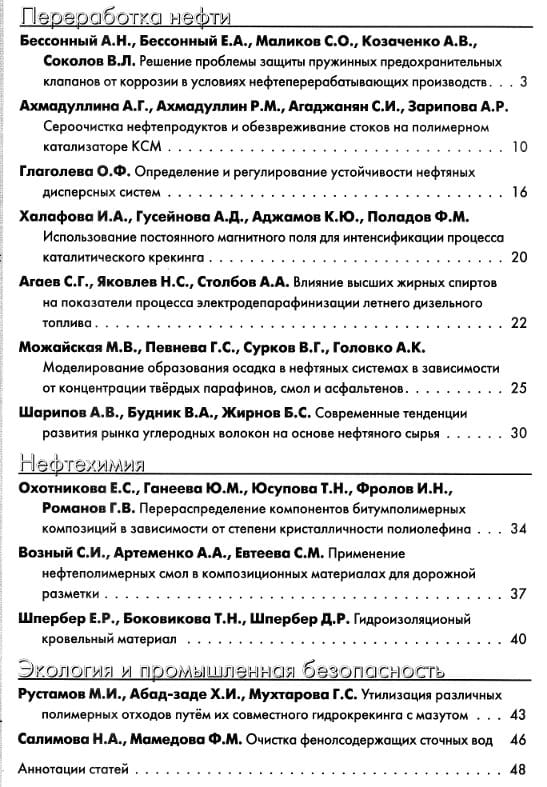 Переработка нефти
Бессонный А.Н., Бессонный Е.А., Маликов С.О., Козаченко А.В.,
Соколов В.Л. Решение проблемы защиты пружинных предохранительных
клапанов от коррозии в условиях нефтеперерабатывающих производств. . . 3
Ахмадуллина А.Г., Ахмадуллин Р.М., Агаджанян С.И., Зарипова А.Р.
Сероочистка нефтепродуктов и обезвреживание стоков на полимерном
катализаторе КСМ . . . . . . . . . . . . . . . . . . . . . . . . . . . . . 10
Глаголева О.Ф. Определение и регулирование устойчивости нефтяных
дисперсных систем . . . . . . . . . . . . . . . . . . . . . . . . . . . . . 16
Халафова И.А., Гусейнова А.Д., Аджамов К.Ю., Поладов Ф.М.
Использование постоянного магнитного поля для интенсификации процесса
каталитического крекинга . . . . . . . . . . . . . . . . . . . . . . . . . 20
Агаев С.Г., Яковлев Н.С., Столбов А.А. Влияние высших жирных спиртов
на показатели процесса электродепарафинизации летнего дизельного
топлива . . . . . . . . . . . . . . . . . . . . . . . . . . . . . . . . . . 22
Можайская М.В., Певнева Г.С., Сурков В.Г., Головко А.К.
Моделирование образования осадка в нефтяных системах в зависимости
от концентрации твёрдых парафинов, смол и асфальтенов . . . . . . . . 25
Шарипов А.В., Будник В.А., Жирнов Б.С. Современные тенденции
развития рынка углеродных волокон на основе нефтяного сырья . . . . . . 30
Нефтехимия
Охотникова Е.С., Ганеева Ю.М., Юсупова Т.Н., Фролов И.Н.,
Романов Г.В. Перераспределение компонентов битумполимерных
композиций в зависимости от степени кристалличности полиолефина . . . 34
Возный С.И., Артеменко А.А., Евтеева С.М. Применение
нефтеполимерных смол в композиционных материалах для дорожной
разметки . . . . . . . . . . . . . . . . . . . . . . . . . . . . . . . . . 37
Шпербер Е.Р., Боковикова Т.Н., Шпербер Д.Р. Гидроизоляционый
кровельный материал . . . . . . . . . . . . . . . . . . . . . . . . . . . 40
Экология и промышленная безопасность
Рустамов М.И., Абад-заде Х.И., Мухтарова Г.С. Утилизация различных
полимерных отходов путём их совместного гидрокрекинга с мазутом . . . 43
Салимова Н.А., Мамедова Ф.М. Очистка фенолсодержащих сточных вод 46
Аннотации статей . . . . . . . . . . . . . . . . . . . . . . . . . . . . . 48